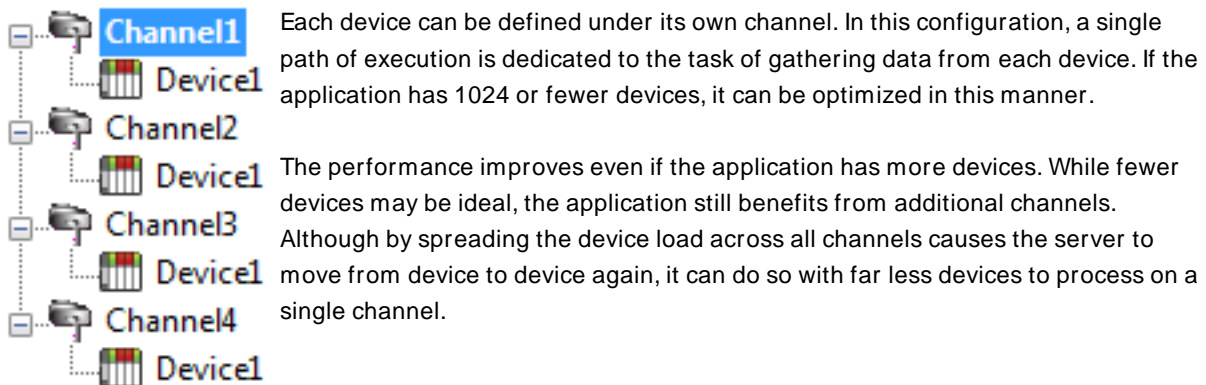 Channel1
Device1
Channel2
Device1
Channel3
Device1
Channel4
Device1
Each device can be defined under its own channel. In this configuration, a single
path of execution is dedicated to the task of gathering data from each device. If the
application has 1024 or fewer devices, it can be optimized in this manner.
The performance improves even if the application has more devices. While fewer
devices may be ideal, the application still benefits from additional channels.
Although by spreading the device load across all channels causes the server to
move from device to device again, it can do so with far less devices to process on a
single channel.